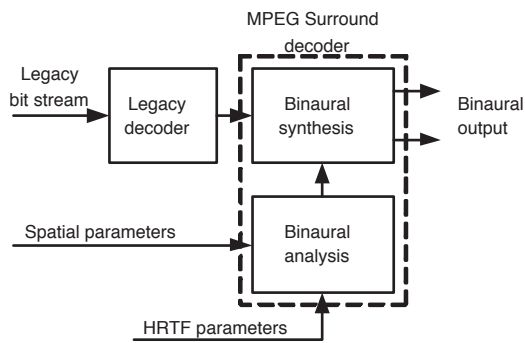 MPEG Surround
decoder
Legacy
bit stream
Legacy
decoder
Binaural
synthesis
Binaural
output
Spatial parameters
Binaural
analysis
HRTF parameters